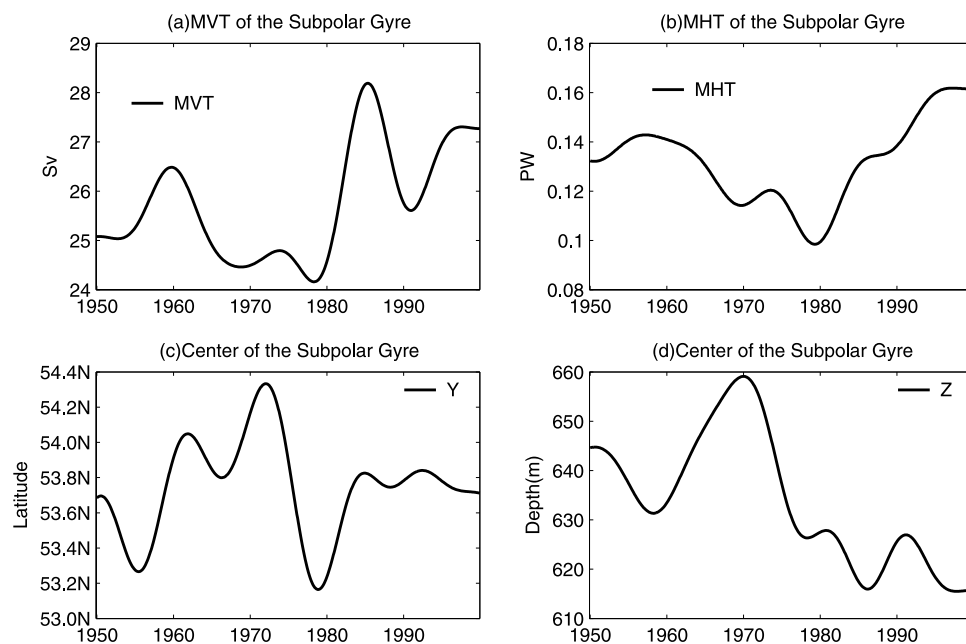 (a)MVT of the Subpolar Gyre
29
28
27
26
25
24
Sv
MVT
1950 1960 1970 1980 1990
(b)MHT of the Subpolar Gyre
0.18
0.16
0.14
0.12
0.1
0.08
PW
MHT
1950 1960 1970 1980 1990
(c)Center of the Subpolar Gyre
54.4N
54.2N
54.0N
53.8N
53.6N
53.4N
53.2N
53.0N
Latitude
Y
1950 1960 1970 1980 1990
(d)Center of the Subpolar Gyre
660
650
640
630
620
610
Depth(m)
Z
1950 1960 1970 1980 1990